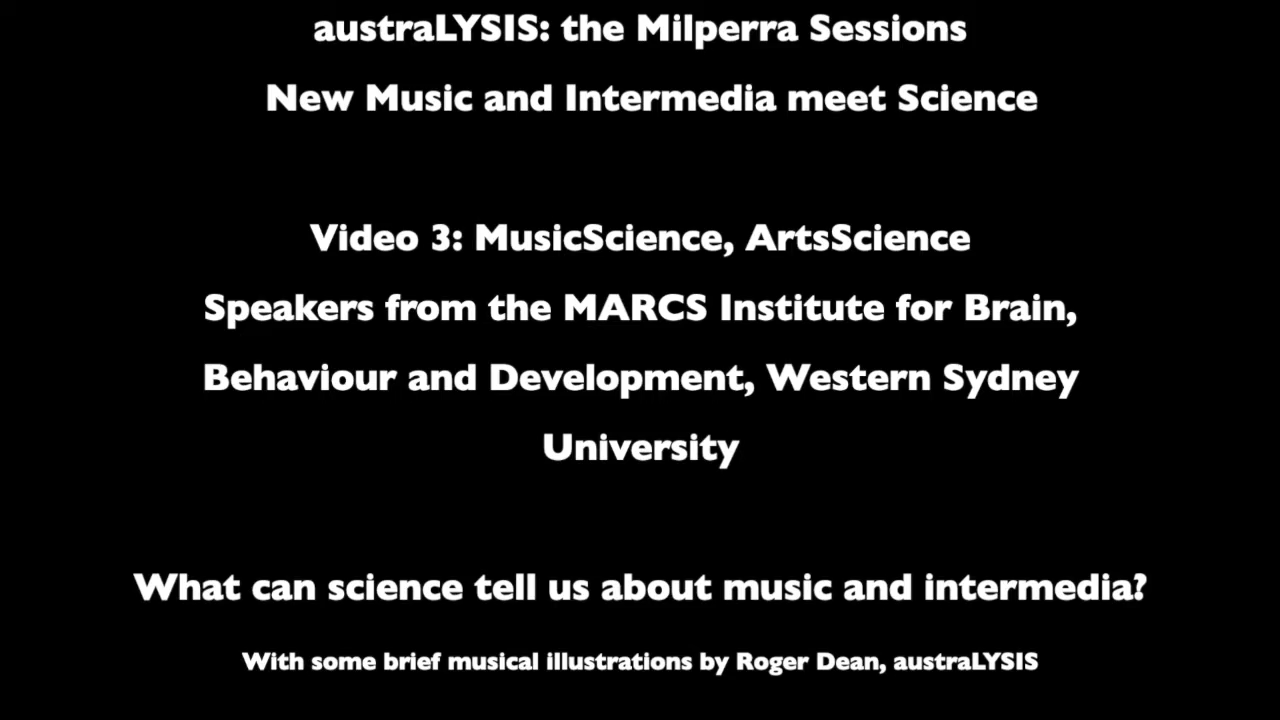 austraLYSIS: the Milperra Sessions
New Music and Intermedia meet Science
Video 3: MusicScience, ArtsScience
Speakers from the MARCS Institute for Brain,
Behaviour and Development, Western Sydney
University
What can science tell us about music and intermedia?
With some brief musical illustrations by Roger Dean, austraLYSIS